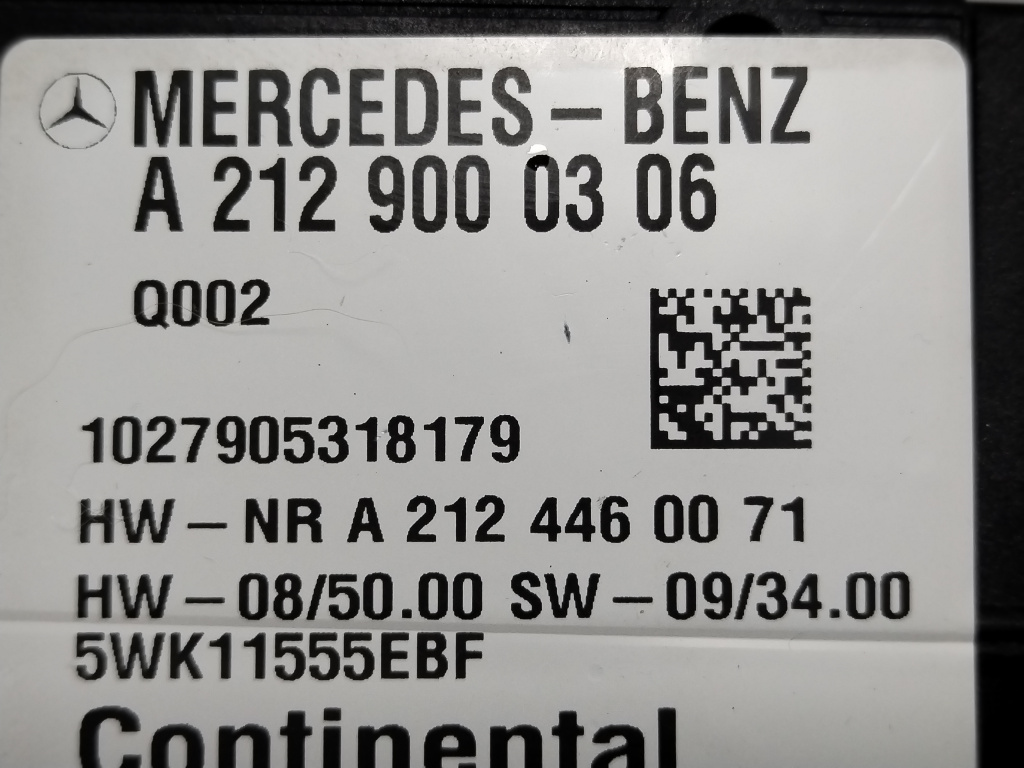 MERCEDES-BENZ
A 212 900 03 06
Q002
1027905318179
HW-NR A 212 446 00 71
HW-08/50.00 SW-09/34.00
5WK11555EBF
Continental